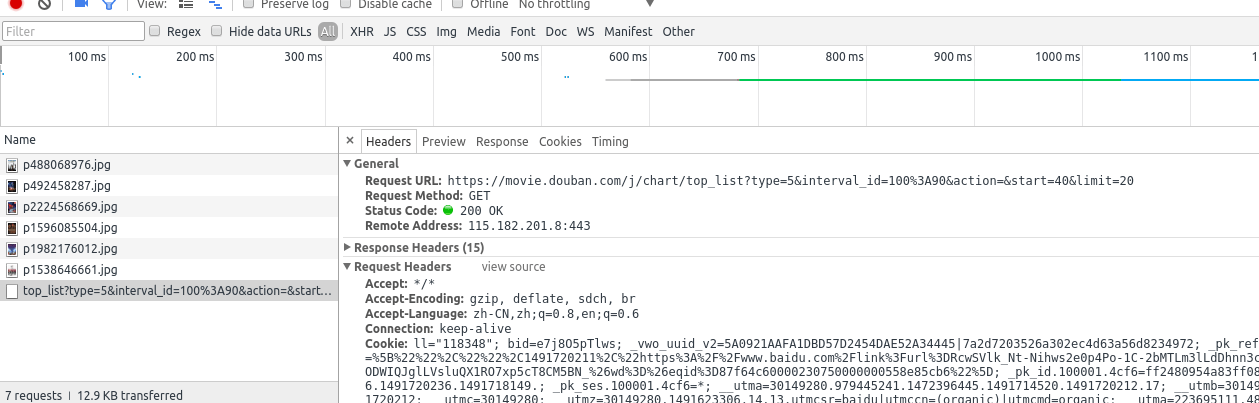 View: Preserve log Disable cache Offline No throttling
Filter Regex Hide data URLs All XHR JS CSS Img Media Font Doc WS Manifest Other
100 ms 200 ms 300 ms 400 ms 500 ms 600 ms 700 ms 800 ms 900 ms 1000 ms 1100 ms 1
Name
p488068976.jpg
p492458287.jpg
p2224568669.jpg
p1596085504.jpg
p1982176012.jpg
p1538646661.jpg
top_list?type=5&interval_id=100%3A90&action=&start...
7 requests | 12.9 KB transferred
× Headers Preview Response Cookies Timing
General
Request URL: https://movie.douban.com/j/chart/top_list?type=5&interval_id=100%3A90&action=&start=40&limit=20
Request Method: GET
Status Code: 200 OK
Remote Address: 115.182.201.8:443
Response Headers (15)
Request Headers view source
Accept: */*
Accept-Encoding: gzip, deflate, sdch, br
Accept-Language: zh-CN,zh;q=0.8,en;q=0.6
Connection: keep-alive
Cookie: ll="118348"; bid=e7j8O5pTlws; _vwo_uuid_v2=5A0921AAFA1DBD57D2454DAE52A34445|7a2d7203526a302ec4d63a56d8234972; _pk_ref
=%5B%22%22%2C%22%22%2C1491720211%2C%22https%3A%2F%2Fwww.baidu.com%2Flink%3Furl%3DRcwSVlk_Nt-Nihws2e0p4Po-1C-2bMTLm3lLdDhnn3c
ODWIQJglLVsluQX1RO7xp5cT8CM5BN_%26wd%3D%26eqid%3D87f64c60000230750000000558e85cb6%22%5D; _pk_id.100001.4cf6=ff2480954a83ff08
6.1491720236.1491718149.; _pk_ses.100001.4cf6=*; __utma=30149280.979445241.1472396445.1491714520.1491720212.17; __utmb=30149
1720212; __utmc=30149280; __utmz=30149280.1491623306.14.13.utmcsr=baidu|utmccn=(organic)|utmcmd=organic; __utma=223695111.48